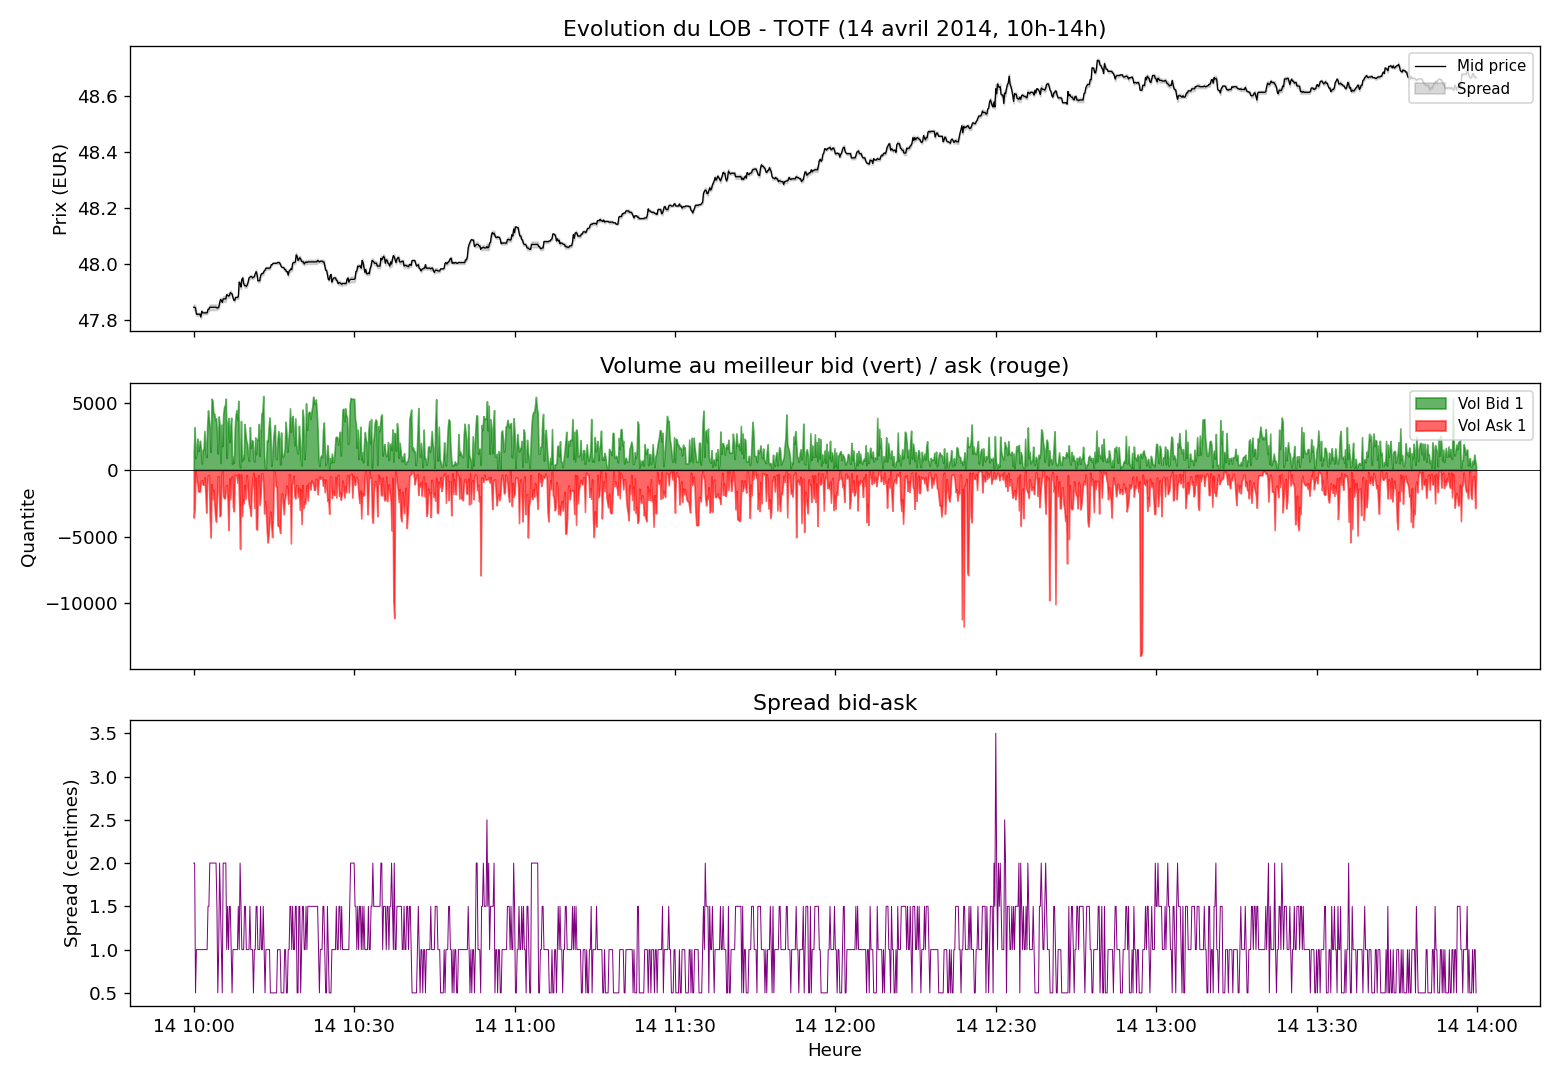 Evolution du LOB - TOTF (14 avril 2014, 10h-14h)
Prix (EUR)
48.6
48.4
48.2
48.0
47.8
Mid price
Spread
Volume au meilleur bid (vert) / ask (rouge)
Quantite
5000
0
−5000
−10000
Vol Bid 1
Vol Ask 1
Spread bid-ask
Spread (centimes)
3.5
3.0
2.5
2.0
1.5
1.0
0.5
14 10:00
14 10:30
14 11:00
14 11:30
14 12:00
14 12:30
14 13:00
14 13:30
14 14:00
Heure